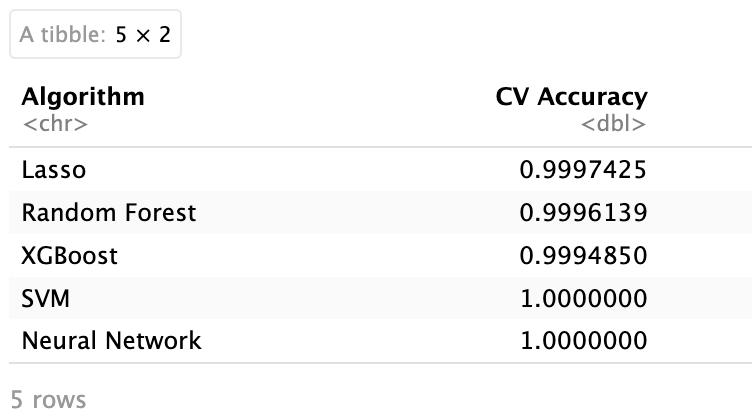 A tibble: 5 × 2
Algorithm CV Accuracy
<chr> <dbl>
Lasso 0.9997425
Random Forest 0.9996139
XGBoost 0.9994850
SVM 1.0000000
Neural Network 1.0000000
5 rows